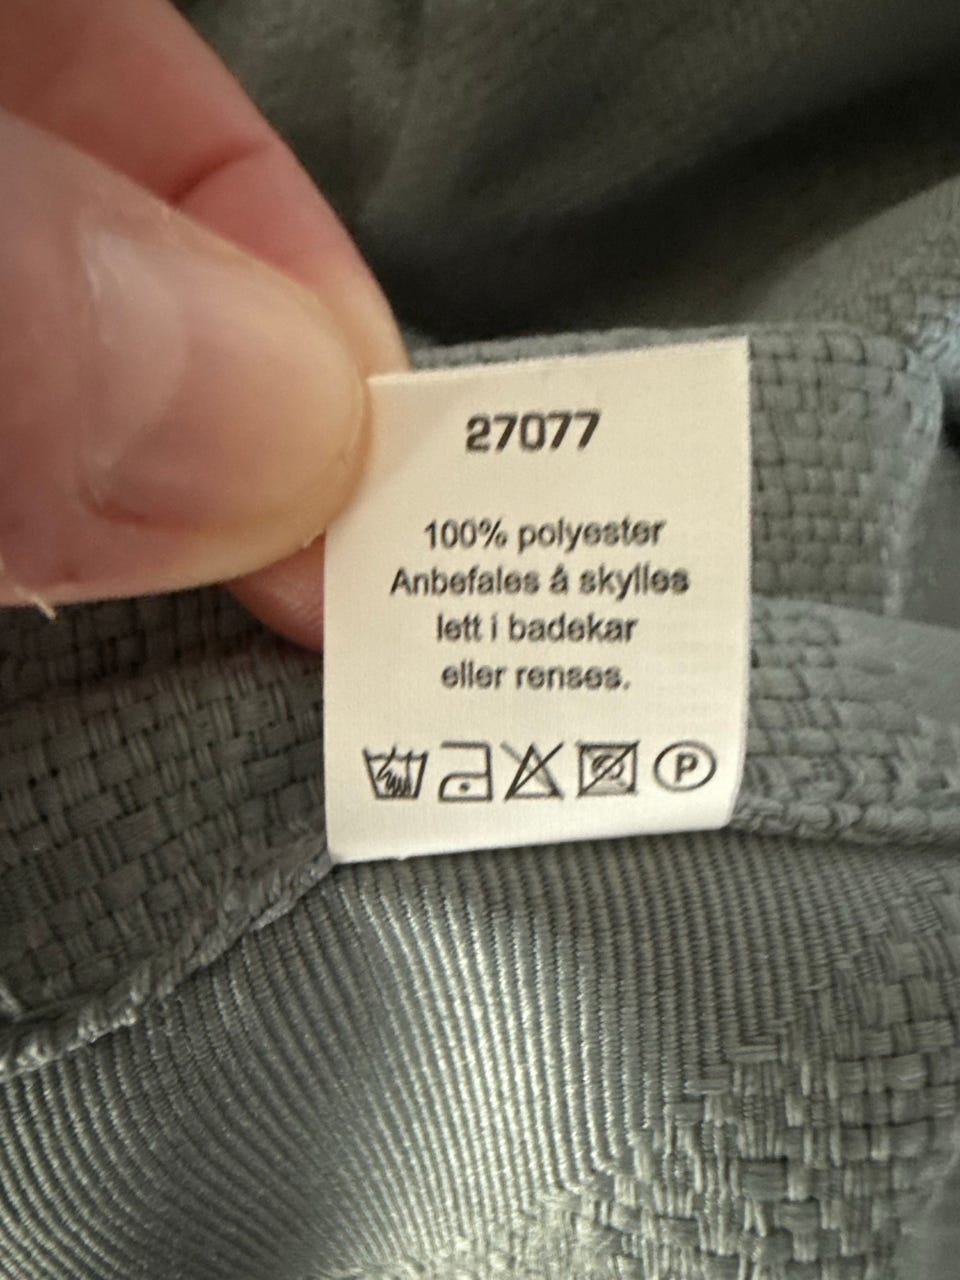 27077
100% polyester
Anbefales å skylles
lett i badekar
eller renses.
P